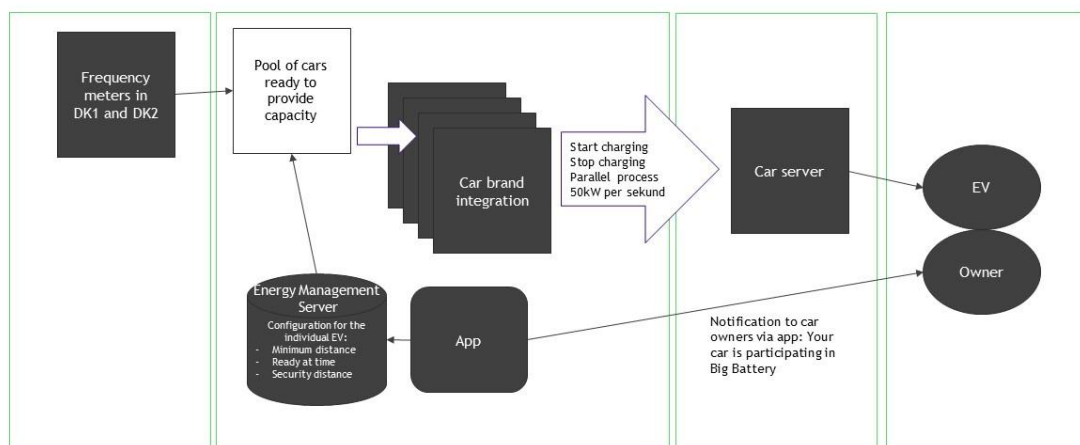 Frequency
meters in
DK1 and DK2
Pool of cars
ready to
provide
capacity
Car brand
integration
Start charging
Stop charging
Parallel process
50kW per sekund
Car server
EV
Owner
Energy Management
Server
Configuration for the
individual EV:
- Minimum distance
- Ready at time
- Security distance
App
Notification to car
owners via app: Your
car is participating in
Big Battery